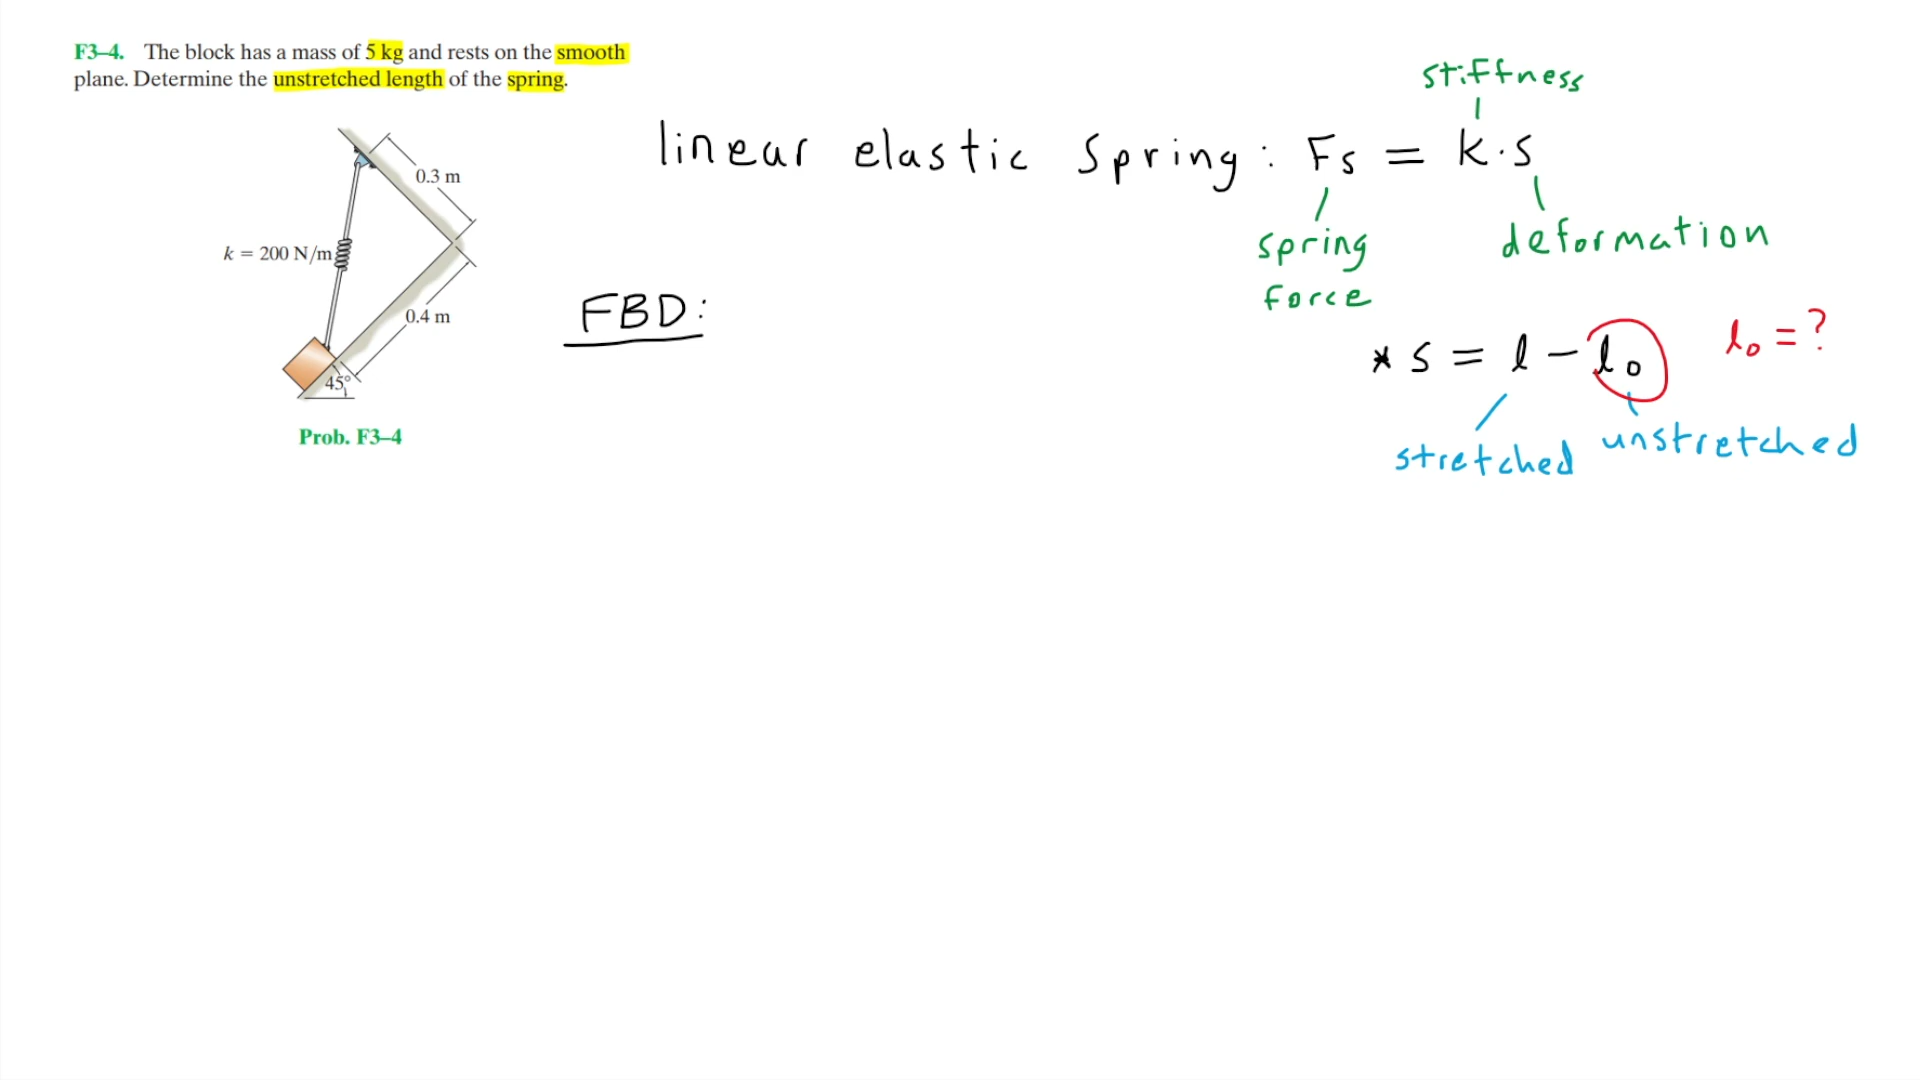 F3–4. The block has a mass of 5 kg and rests on the smooth
plane. Determine the unstretched length of the spring.
0.3 m
k = 200 N/m
0.4 m
45°
Prob. F3–4
stiffness
linear elastic spring: Fs = k·s
spring
force
deformation
FBD:
* s = l - l₀
l₀ = ?
stretched
unstretched